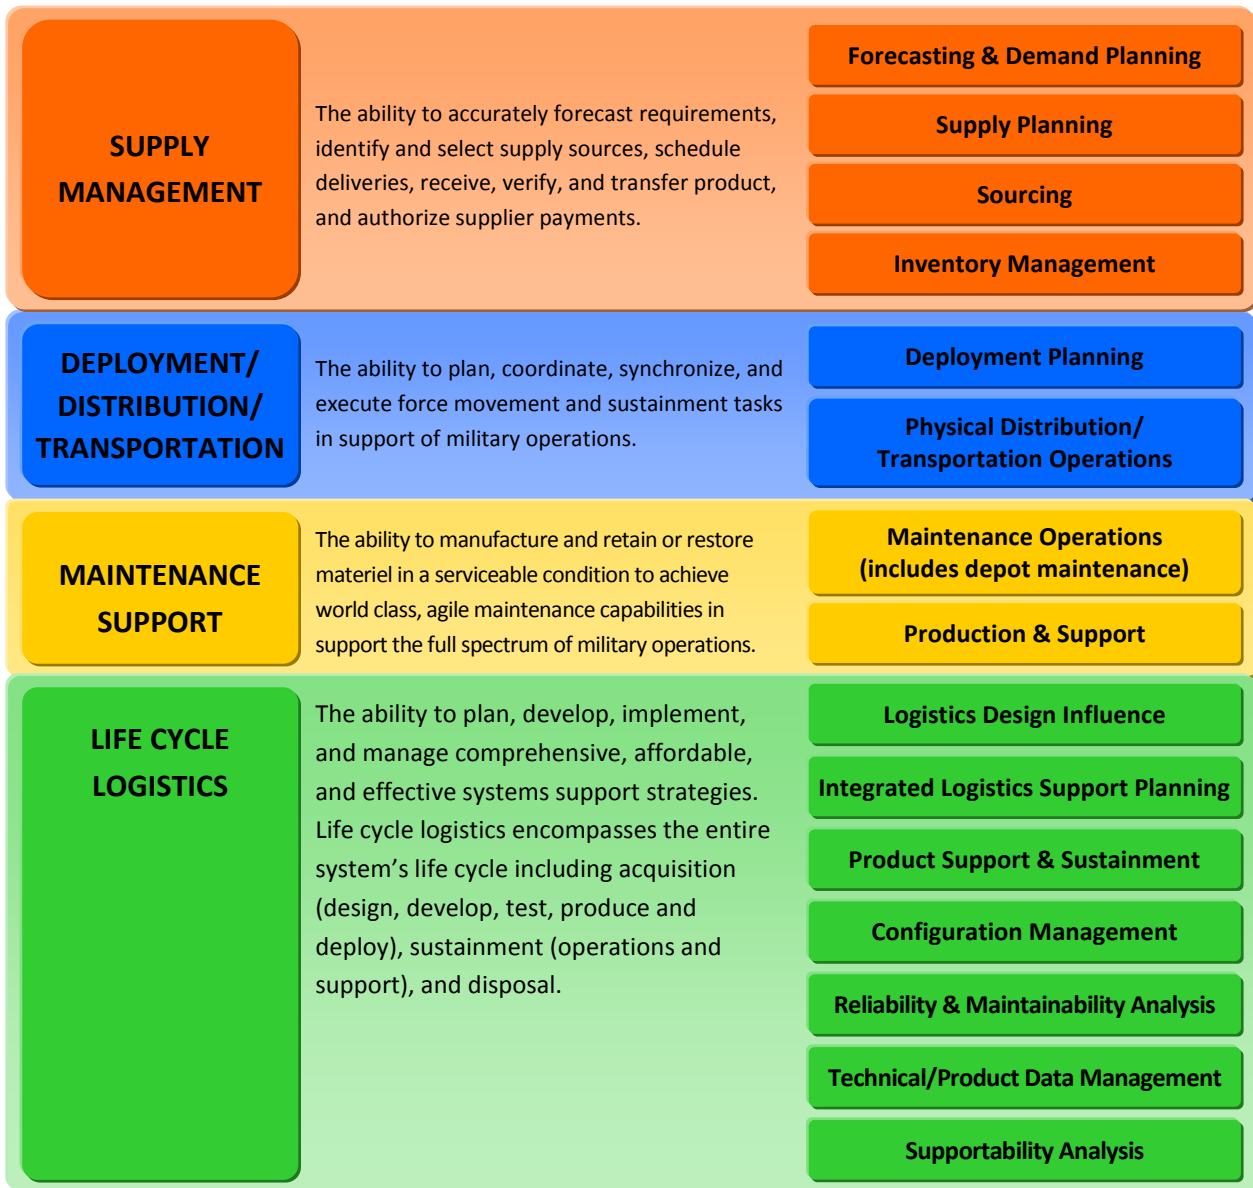 SUPPLY
MANAGEMENT
The ability to accurately forecast requirements,
identify and select supply sources, schedule
deliveries, receive, verify, and transfer product,
and authorize supplier payments.
Forecasting & Demand Planning
Supply Planning
Sourcing
Inventory Management
DEPLOYMENT/
DISTRIBUTION/
TRANSPORTATION
The ability to plan, coordinate, synchronize, and
execute force movement and sustainment tasks
in support of military operations.
Deployment Planning
Physical Distribution/
Transportation Operations
MAINTENANCE
SUPPORT
The ability to manufacture and retain or restore
materiel in a serviceable condition to achieve
world class, agile maintenance capabilities in
support the full spectrum of military operations.
Maintenance Operations
(includes depot maintenance)
Production & Support
LIFE CYCLE
LOGISTICS
The ability to plan, develop, implement,
and manage comprehensive, affordable,
and effective systems support strategies.
Life cycle logistics encompasses the entire
system’s life cycle including acquisition
(design, develop, test, produce and
deploy), sustainment (operations and
support), and disposal.
Logistics Design Influence
Integrated Logistics Support Planning
Product Support & Sustainment
Configuration Management
Reliability & Maintainability Analysis
Technical/Product Data Management
Supportability Analysis